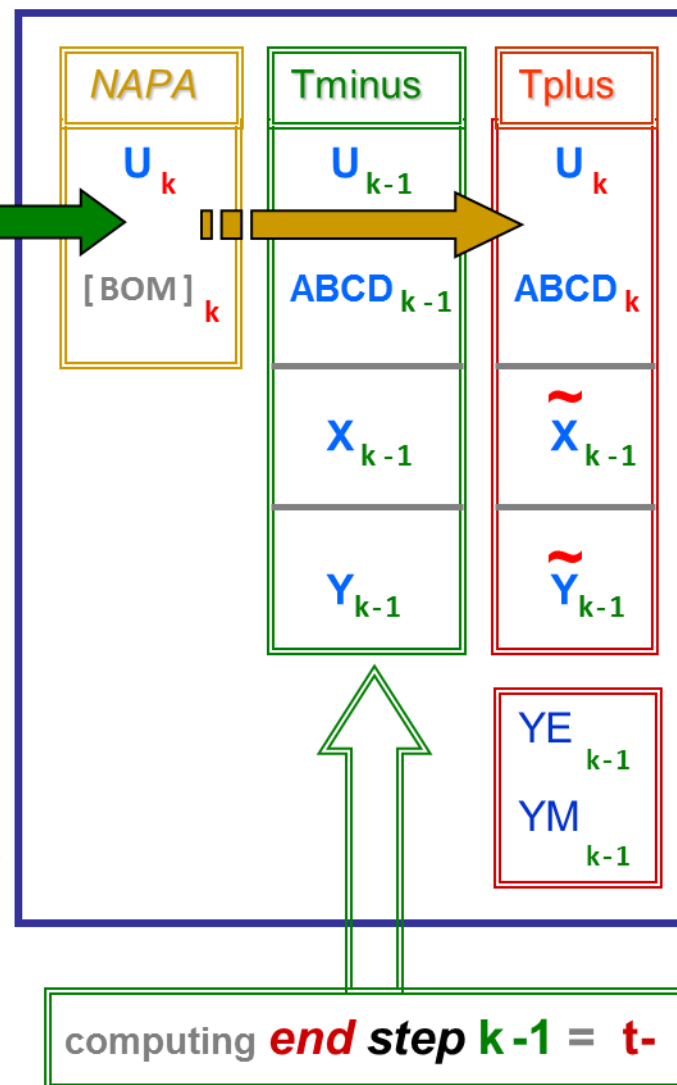 NAPA Tminus Tplus
U k U k-1 U k
[BOM] k ABCD k-1 ABCD k
X k-1 ~ X k-1
Y k-1 ~ Y k-1
YE k-1
YM k-1
computing end step k-1 = t-